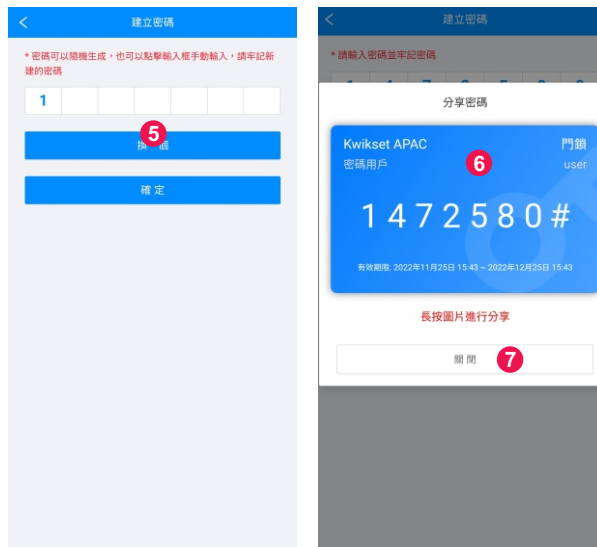 建立密碼
* 密碼可以隨機生成，也可以點擊輸入框手動輸入，請牢記新
建的密碼
1
5
個
確 定
建立密碼
* 請輸入密碼並牢記密碼
分享密碼
Kwikset APAC 門鎖
密碼用戶 6 user
1472580#
有效期限: 2022年11月25日 15:43 ~ 2022年12月25日 15:43
長按圖片進行分享
關 閉 7